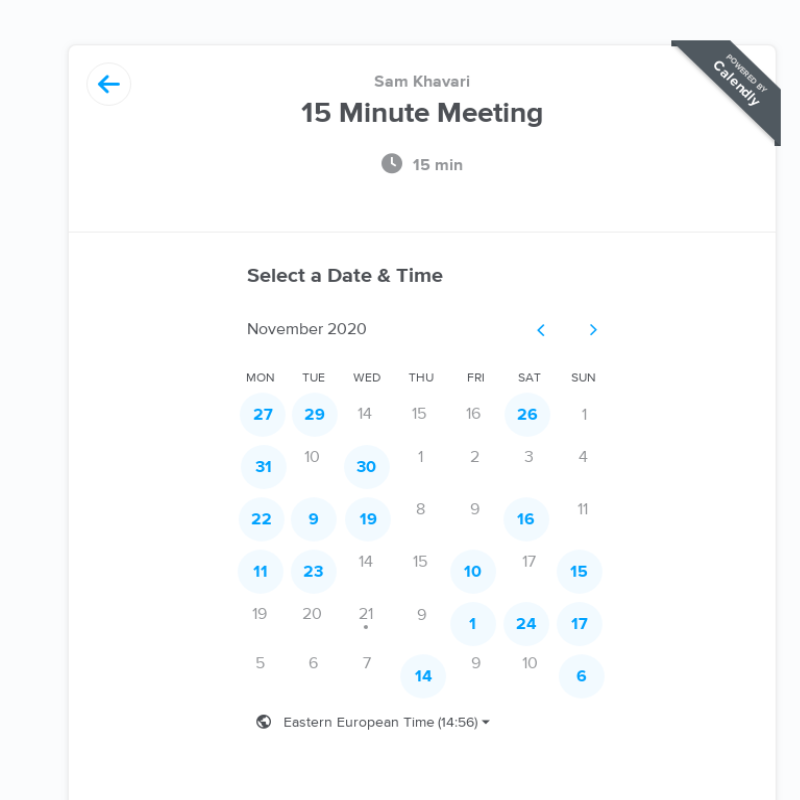 Sam Khavari
15 Minute Meeting
15 min
POWERED BY
Calendly
Select a Date & Time
November 2020
MON TUE WED THU FRI SAT SUN
27 29 14 15 16 26 1
31 10 30 1 2 3 4
22 9 19 8 9 16 11
11 23 14 15 10 17 15
19 20 21 9 1 24 17
5 6 7 14 9 10 6
Eastern European Time (14:56)